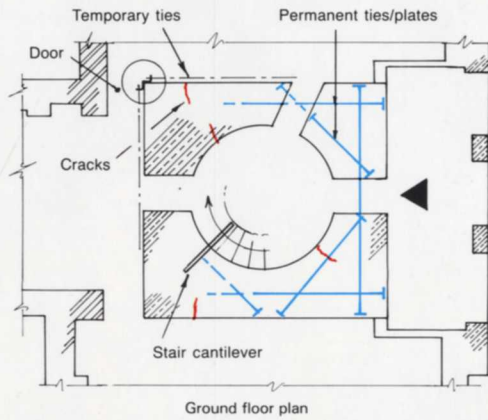 Temporary ties
Permanent ties/plates
Door
Cracks
Stair cantilever
Ground floor plan